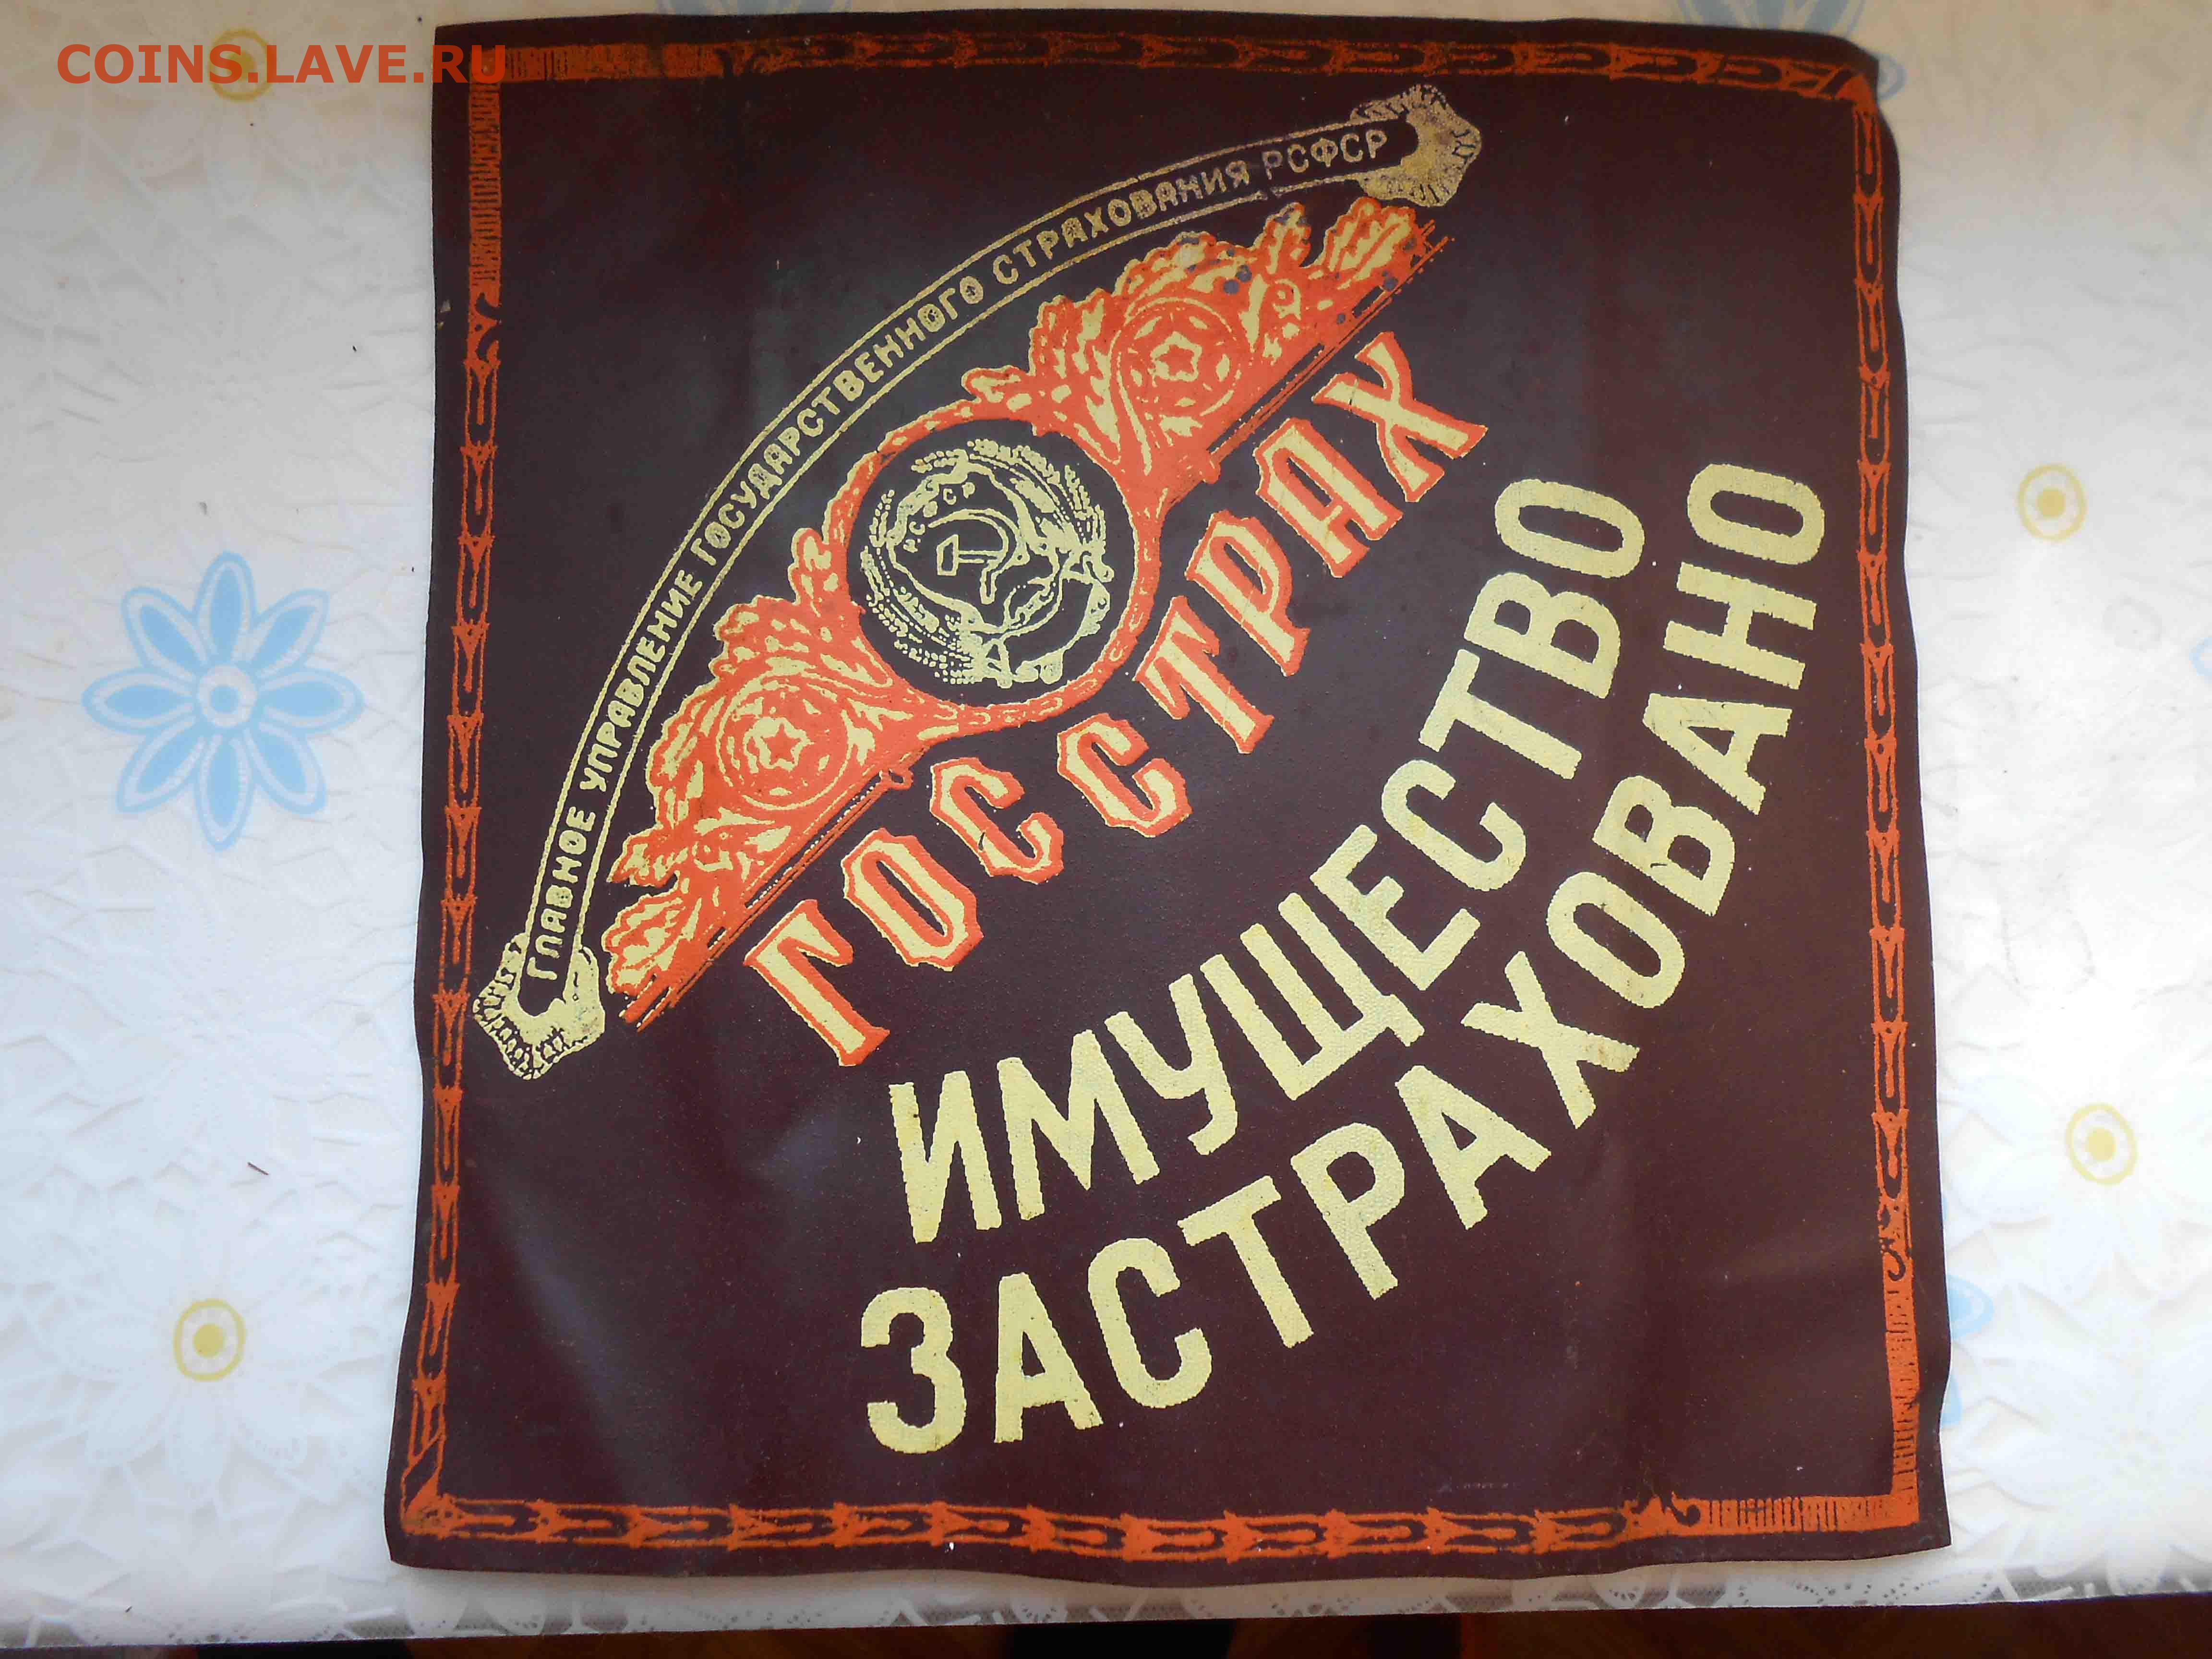 COINS.LAVE.RU
ГЛАВНОЕ УПРАВЛЕНИЕ ГОСУДАРСТВЕННОГО СТРАХОВАНИЯ РСФСР
РСФСР
ГОССТРАХ
ИМУЩЕСТВО
ЗАСТРАХОВАНО